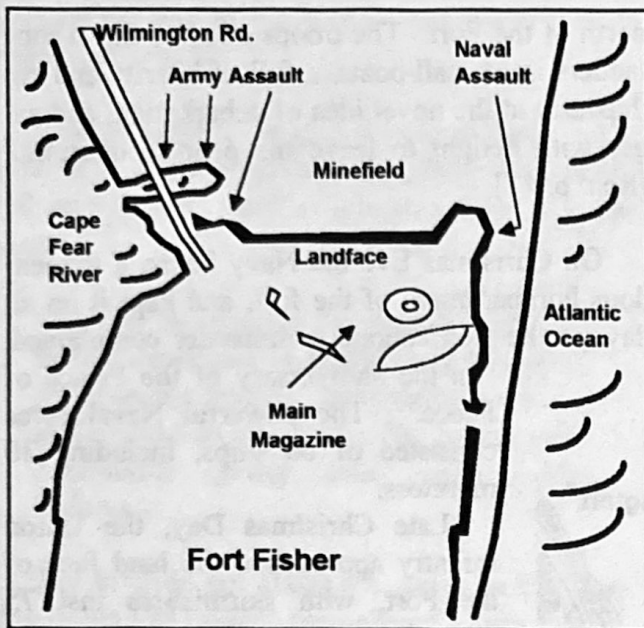 Wilmington Rd.
Army Assault
Naval
Assault
Minefield
Cape
Fear
River
Landface
Atlantic
Ocean
Main
Magazine
Fort Fisher